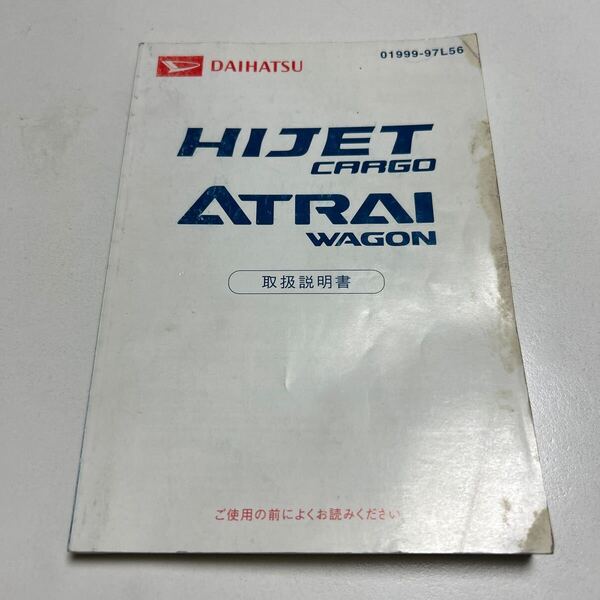 DAIHATSU
01999-97L56
HIJET
CARGO
ATRAI
WAGON
取扱説明書
ご使用の前によくお読みください